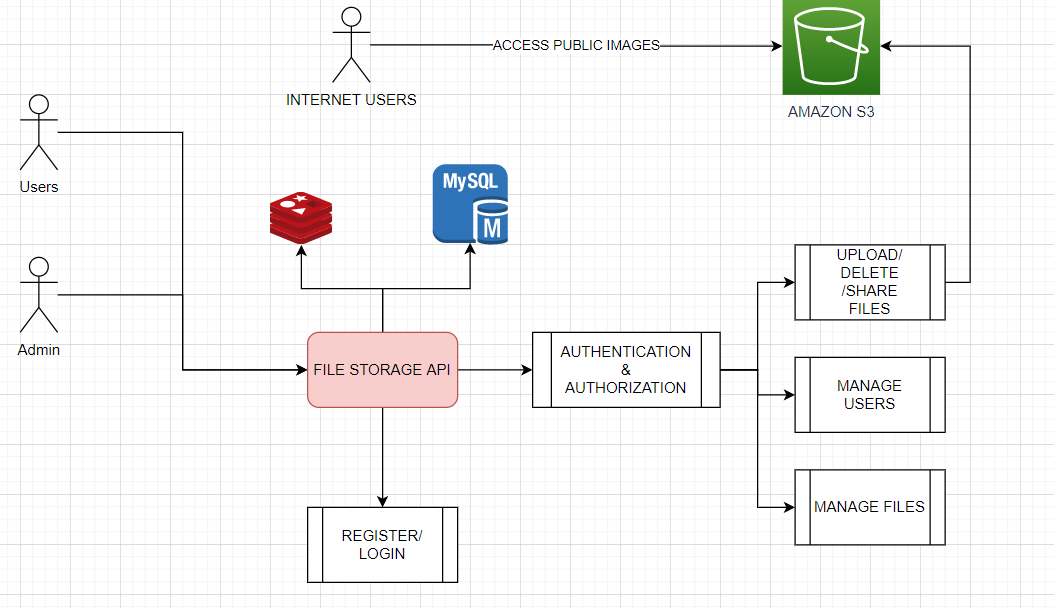 ACCESS PUBLIC IMAGES
INTERNET USERS
AMAZON S3
Users
MySQL
M
UPLOAD/
DELETE
/SHARE
FILES
Admin
FILE STORAGE API
AUTHENTICATION
&
AUTHORIZATION
MANAGE
USERS
MANAGE FILES
REGISTER/
LOGIN